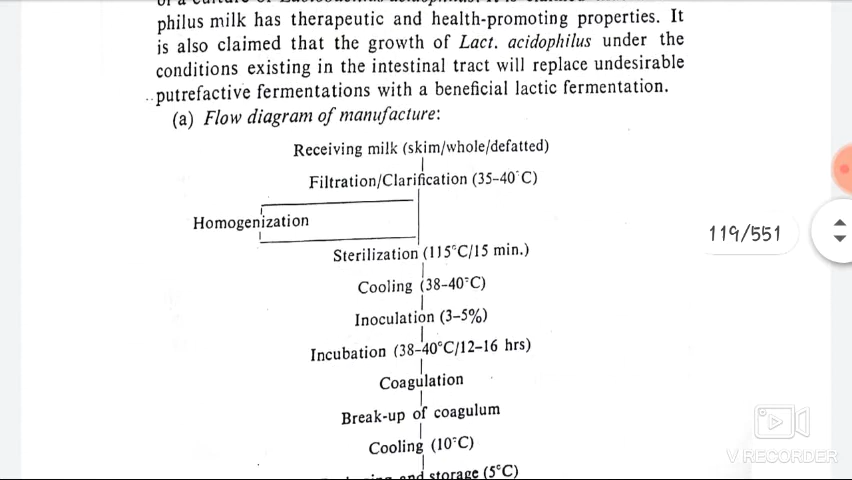 philus milk has therapeutic and health-promoting properties. It
is also claimed that the growth of Lact. acidophilus under the
conditions existing in the intestinal tract will replace undesirable
putrefactive fermentations with a beneficial lactic fermentation.
(a) Flow diagram of manufacture:
Receiving milk (skim/whole/defatted)
Filtration/Clarification (35-40°C)
Homogenization
119/551
Sterilization (115°C/15 min.)
Cooling (38-40°C)
Inoculation (3-5%)
Incubation (38-40°C/12-16 hrs)
Coagulation
Break-up of coagulum
Cooling (10°C)
and storage (5°C)
V RECORDER